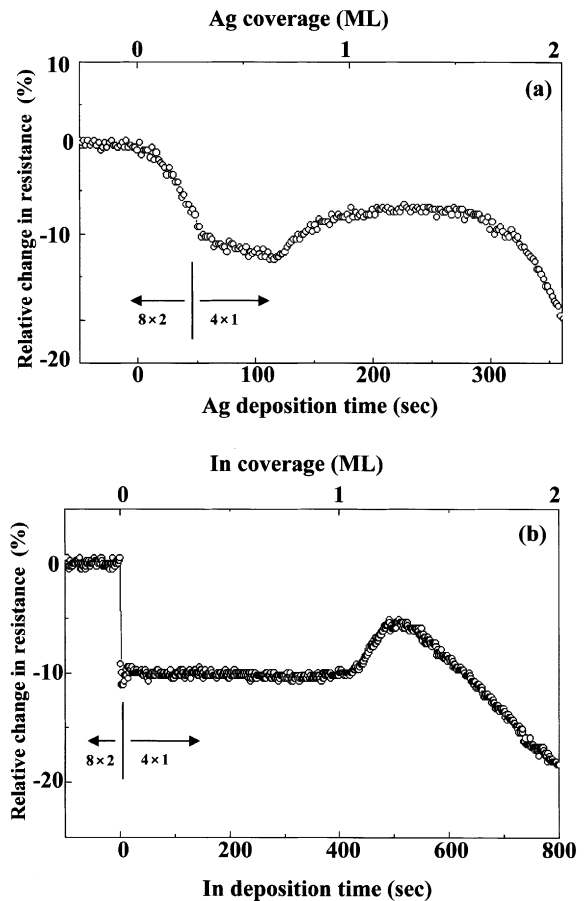 Ag coverage (ML)
0 1 2
10
0
-10
-20
Relative change in resistance (%)
(a)
8×2 4×1
0 100 200 300
Ag deposition time (sec)
In coverage (ML)
0 1 2
0
-10
-20
Relative change in resistance (%)
(b)
8×2 4×1
0 200 400 600 800
In deposition time (sec)